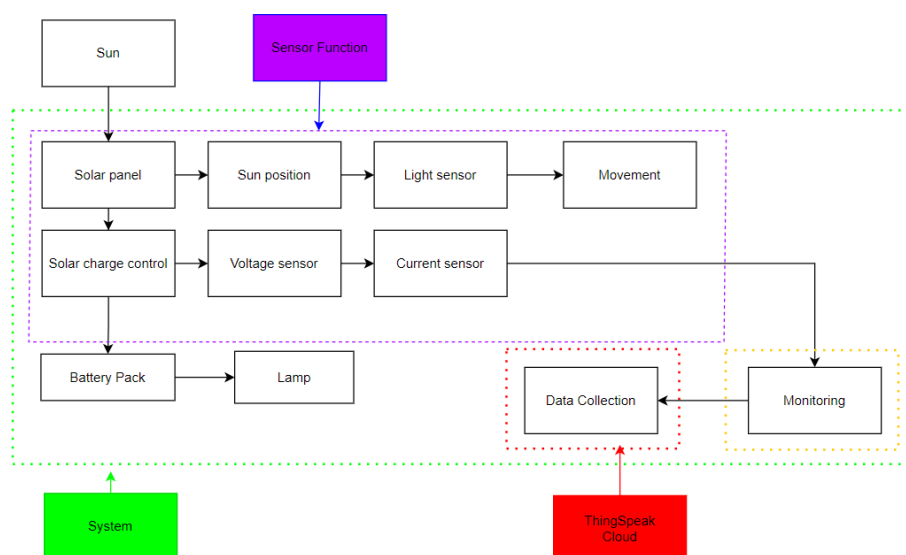 Sun
Sensor Function
Solar panel
Sun position
Light sensor
Movement
Solar charge control
Voltage sensor
Current sensor
Battery Pack
Lamp
Data Collection
Monitoring
System
ThingSpeak
Cloud